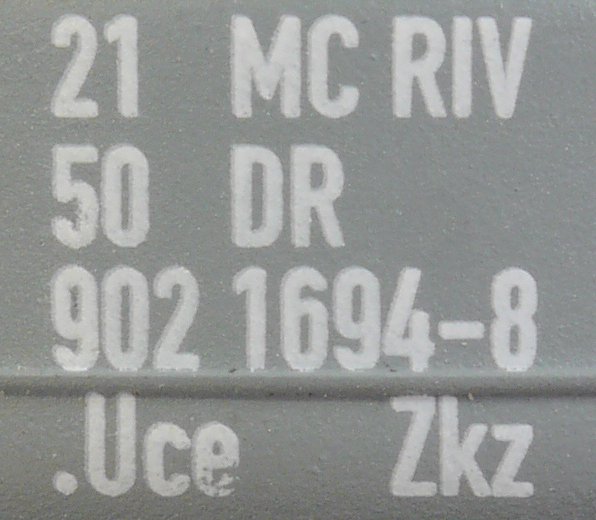 21 MC RIV
50 DR
902 1694-8
.Uce Zkz